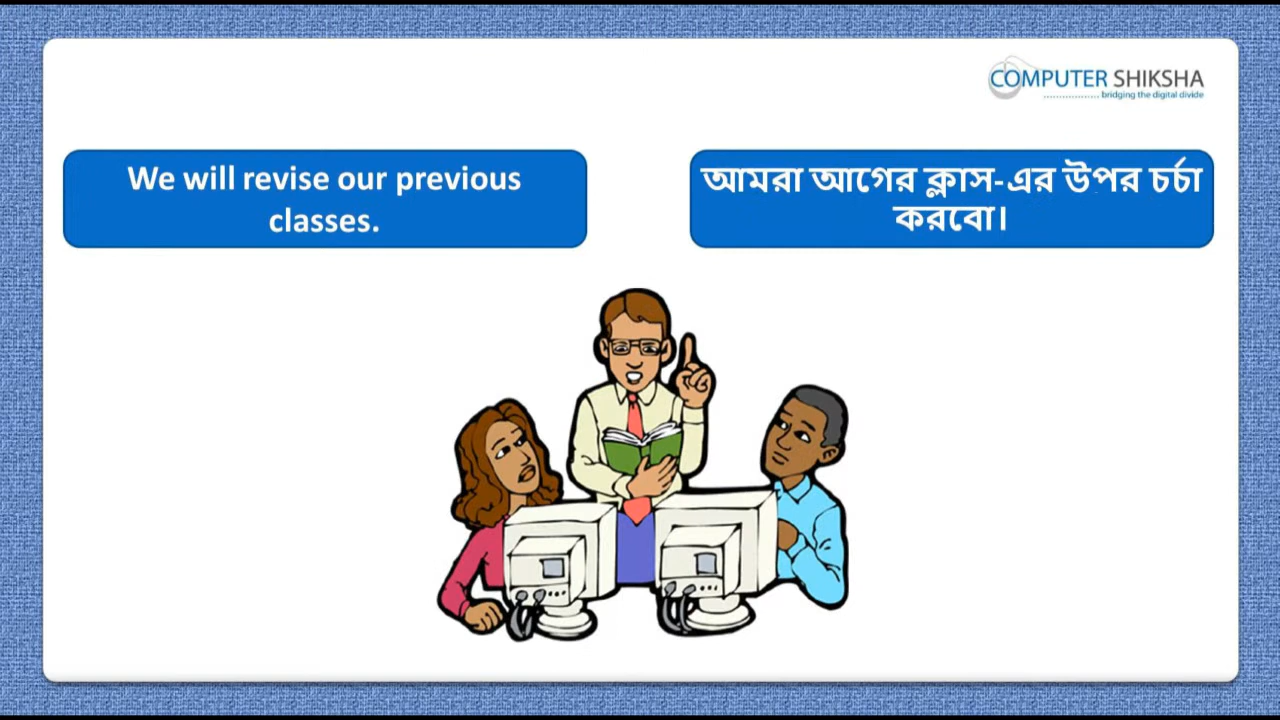 COMPUTER SHIKSHA
bridging the digital divide
We will revise our previous
classes.
আমরা আগের ক্লাস-এর উপর চর্চা
করবো।